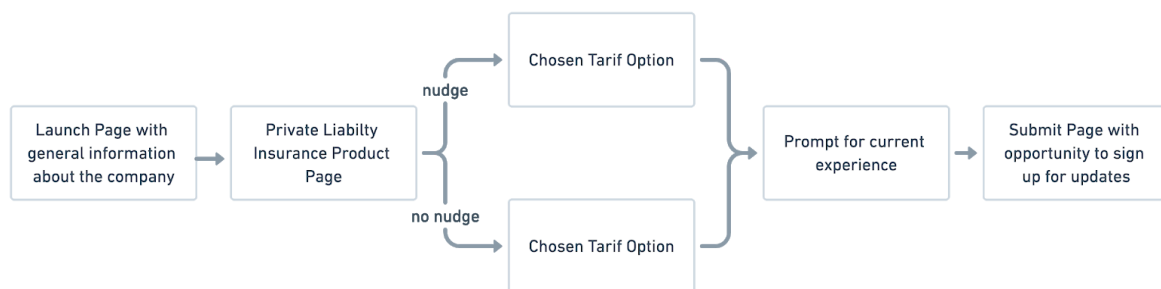 Launch Page with
general information
about the company
Private Liabilty
Insurance Product
Page
nudge
no nudge
Chosen Tarif Option
Chosen Tarif Option
Prompt for current
experience
Submit Page with
opportunity to sign
up for updates